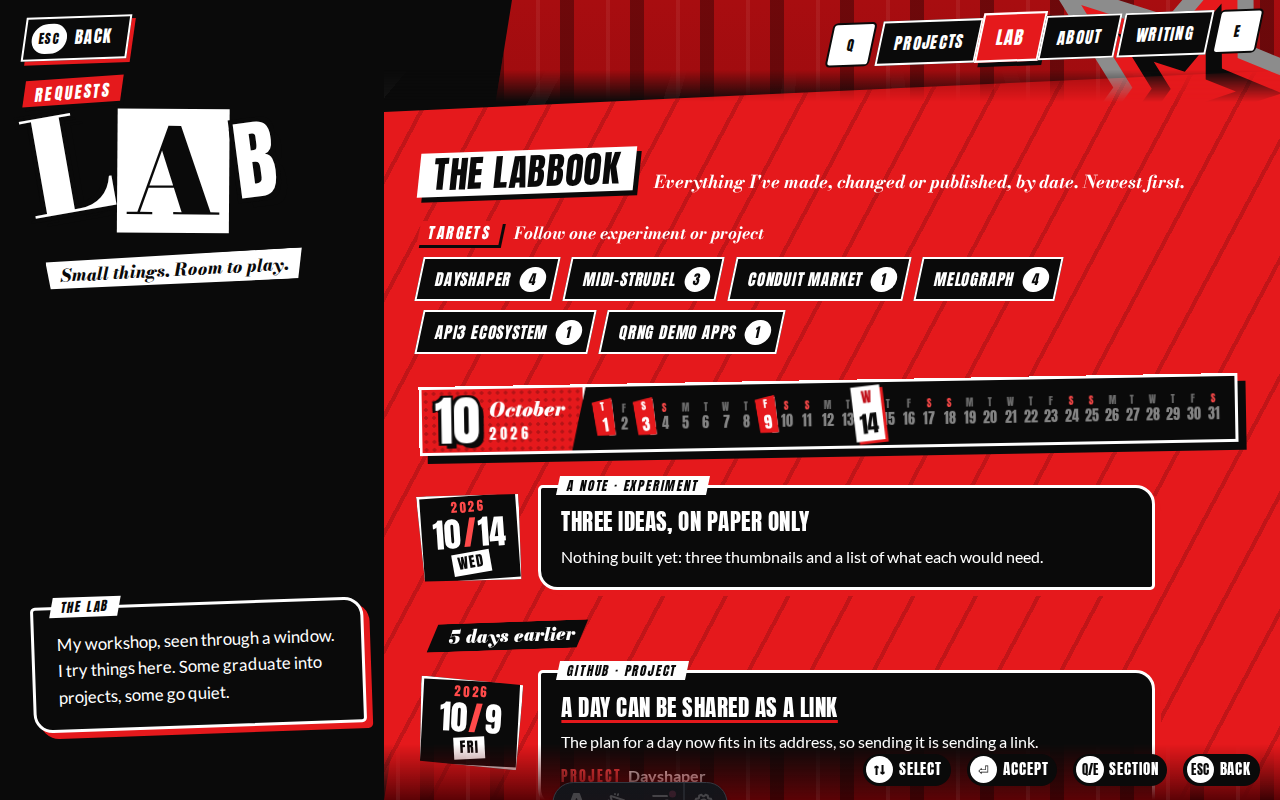 ESC BACK
Q PROJECTS LAB ABOUT WRITING E
REQUESTS
LAB
Small things. Room to play.
THE LAB
My workshop, seen through a window.
I try things here. Some graduate into
projects, some go quiet.
THE LABBOOK Everything I've made, changed or published, by date. Newest first.
TARGETS Follow one experiment or project
DAYSHAPER 4 MIDI-STRUDEL 3 CONDUIT MARKET 1 MELOGRAPH 4
API3 ECOSYSTEM 1 QRNG DEMO APPS 1
10 October 2026
T F S S M T W T F S S M T W T F S S M T W T F S S M T W T F S
1 2 3 4 5 6 7 8 9 10 11 12 13 14 15 16 17 18 19 20 21 22 23 24 25 26 27 28 29 30 31
2026
10/14
WED
A NOTE · EXPERIMENT
THREE IDEAS, ON PAPER ONLY
Nothing built yet: three thumbnails and a list of what each would need.
5 days earlier
2026
10/9
FRI
GITHUB · PROJECT
A DAY CAN BE SHARED AS A LINK
The plan for a day now fits in its address, so sending it is sending a link.
PROJECT Dayshaper
↑↓ SELECT ⏎ ACCEPT Q/E SECTION ESC BACK